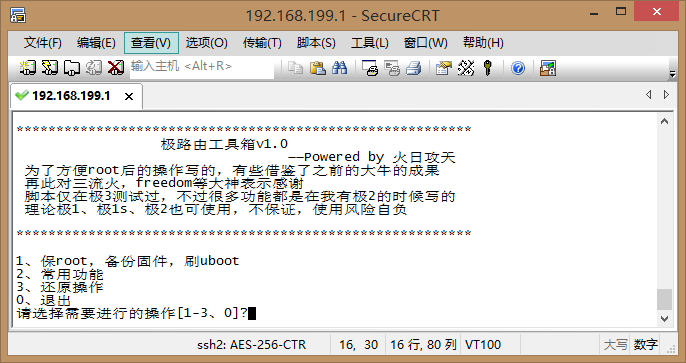 192.168.199.1 - SecureCRT
文件(F) 编辑(E) 查看(V) 选项(O) 传输(T) 脚本(S) 工具(L) 窗口(W) 帮助(H)
输入主机 <Alt+R>
192.168.199.1
*********************************************************
极路由工具箱v1.0
——Powered by 火日攻天
为了方便root后的操作写的，有些借鉴了之前的大牛的成果
再此对三流火，freedom等大神表示感谢
脚本仅在极3测试过，不过很多功能都是在我有极2的时候写的
理论极1、极1s、极2也可使用，不保证，使用风险自负
*********************************************************
1、保root，备份固件，刷uboot
2、常用功能
3、还原操作
0、退出
请选择需要进行的操作[1-3、0]?
ssh2: AES-256-CTR 16, 30 16 行, 80 列 VT100 大写 数字